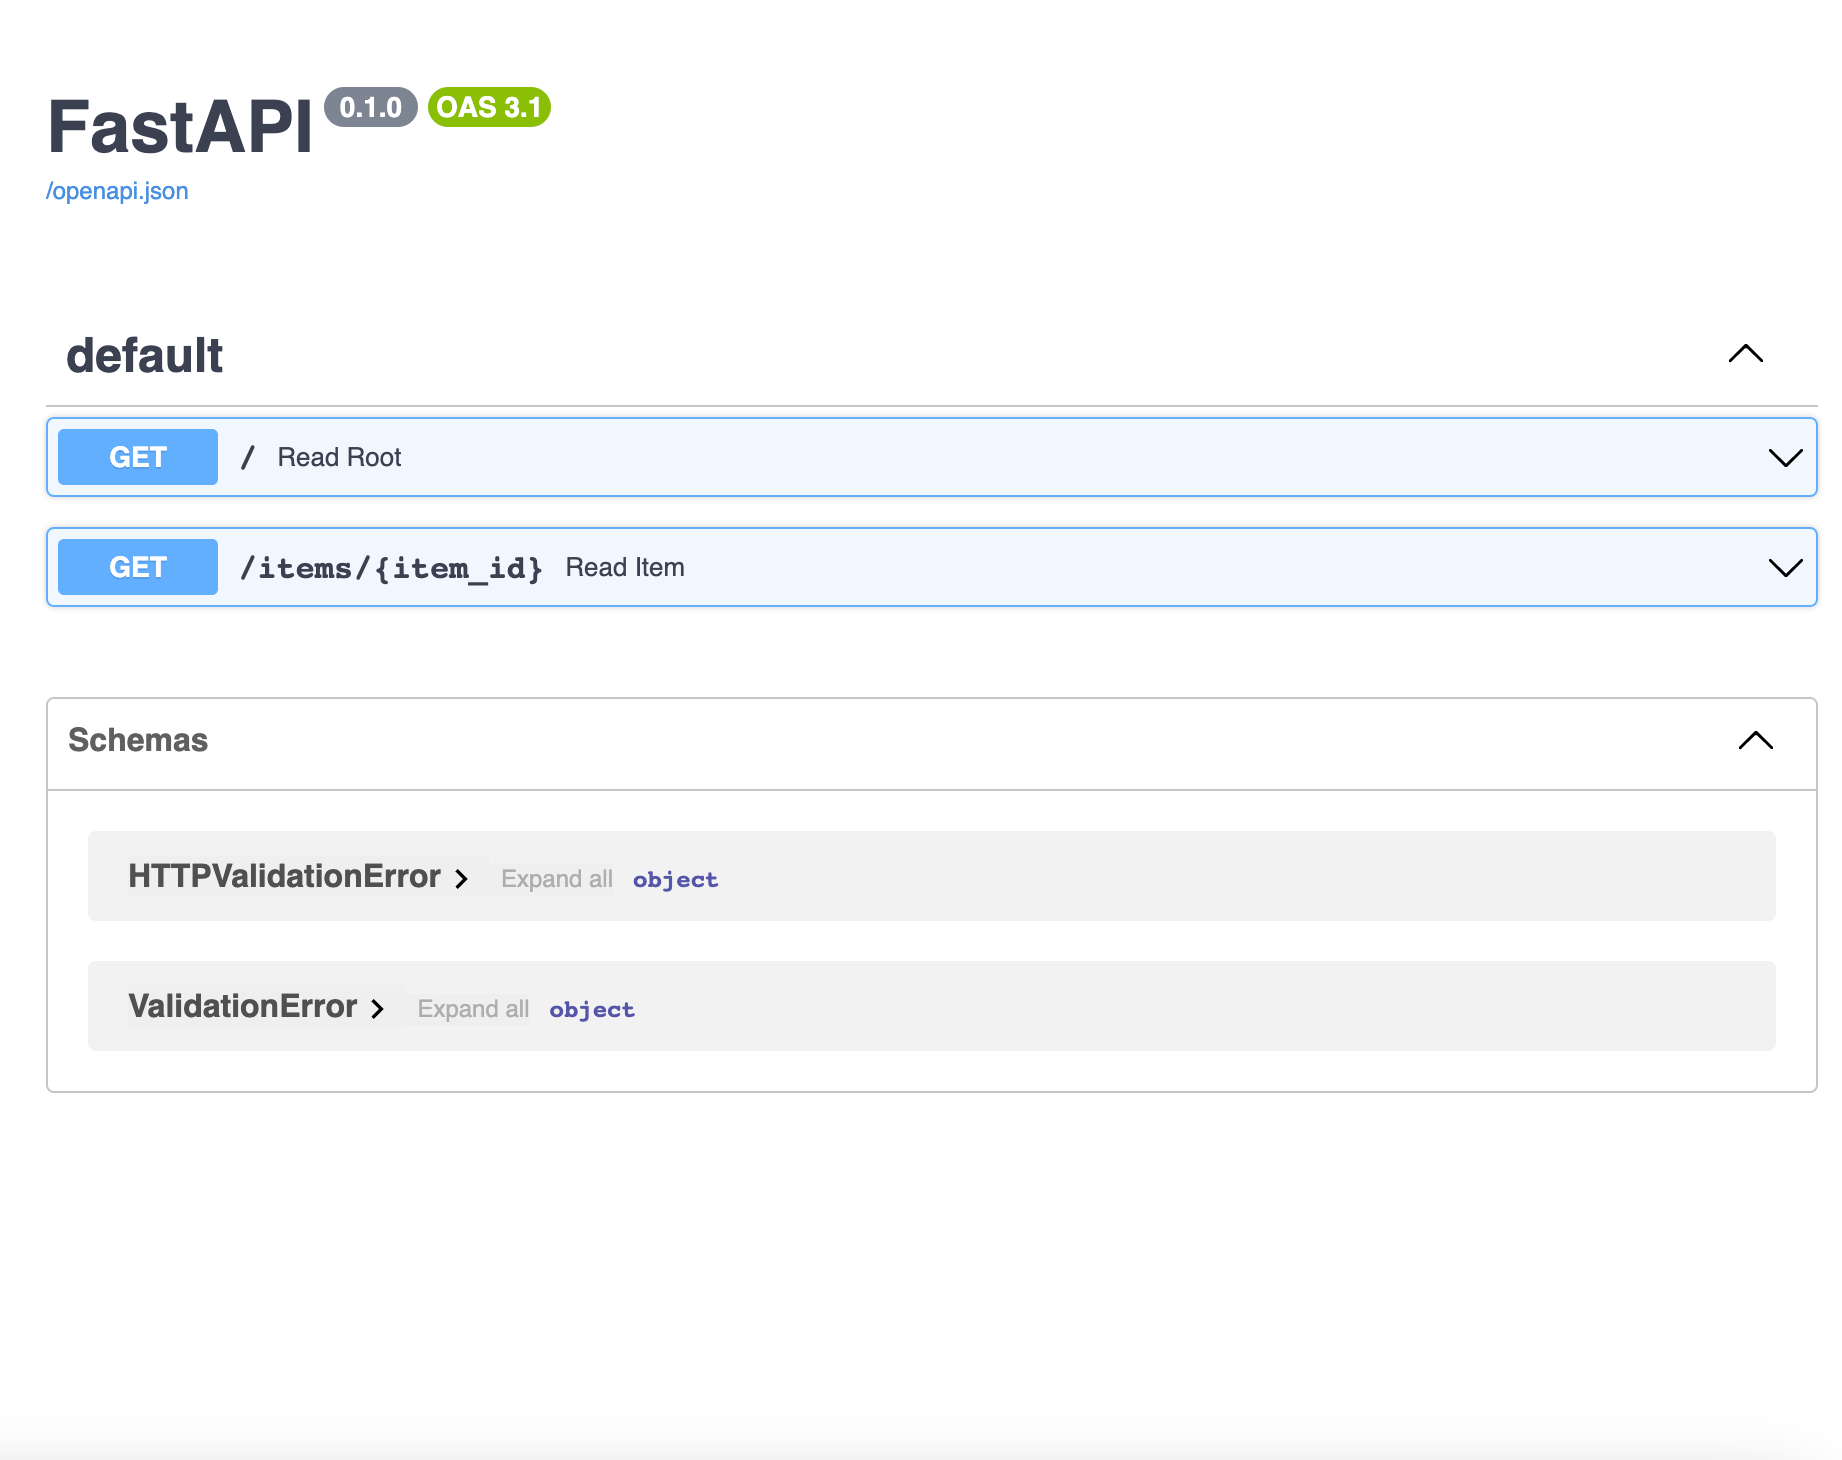 FastAPI 0.1.0 OAS 3.1
/openapi.json
default
GET / Read Root
GET /items/{item_id} Read Item
Schemas
HTTPValidationError Expand all object
ValidationError Expand all object